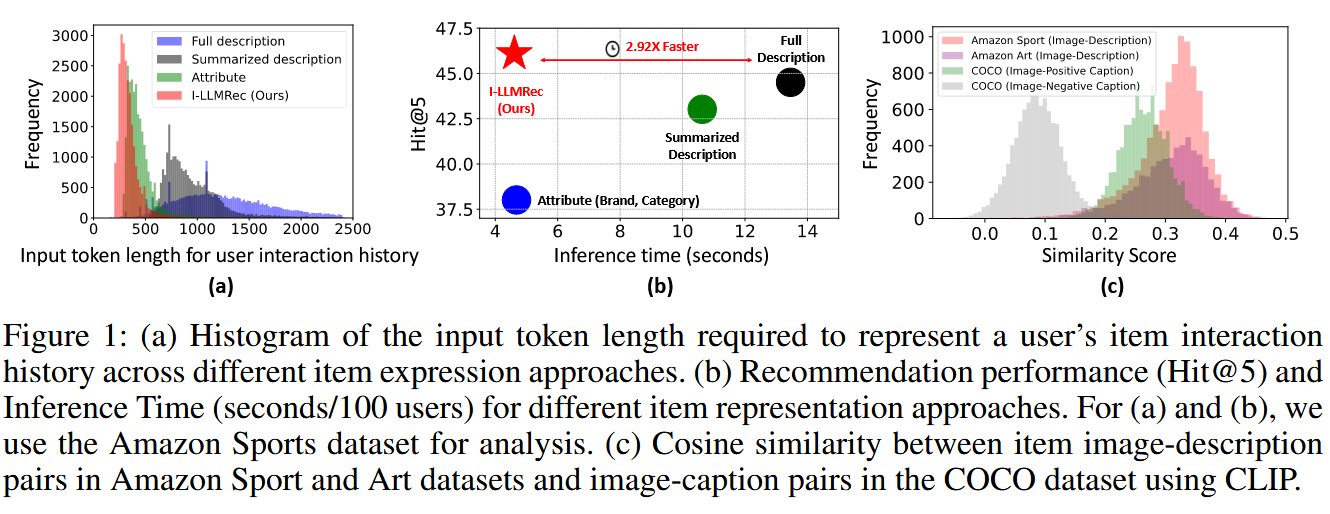 3000
2500
2000
1500
1000
500
0
Frequency
Full description
Summarized description
Attribute
I-LLMRec (Ours)
0 500 1000 1500 2000 2500
Input token length for user interaction history
(a)
47.5
45.0
42.5
40.0
37.5
Hit@5
2.92X Faster
I-LLMRec
(Ours)
Full
Description
Summarized
Description
Attribute (Brand, Category)
4 6 8 10 12 14
Inference time (seconds)
(b)
1000
800
600
400
200
0
Frequency
Amazon Sport (Image-Description)
Amazon Art (Image-Description)
COCO (Image-Positive Caption)
COCO (Image-Negative Caption)
0.0 0.1 0.2 0.3 0.4 0.5
Similarity Score
(c)
Figure 1: (a) Histogram of the input token length required to represent a user's item interaction
history across different item expression approaches. (b) Recommendation performance (Hit@5) and
Inference Time (seconds/100 users) for different item representation approaches. For (a) and (b), we
use the Amazon Sports dataset for analysis. (c) Cosine similarity between item image-description
pairs in Amazon Sport and Art datasets and image-caption pairs in the COCO dataset using CLIP.